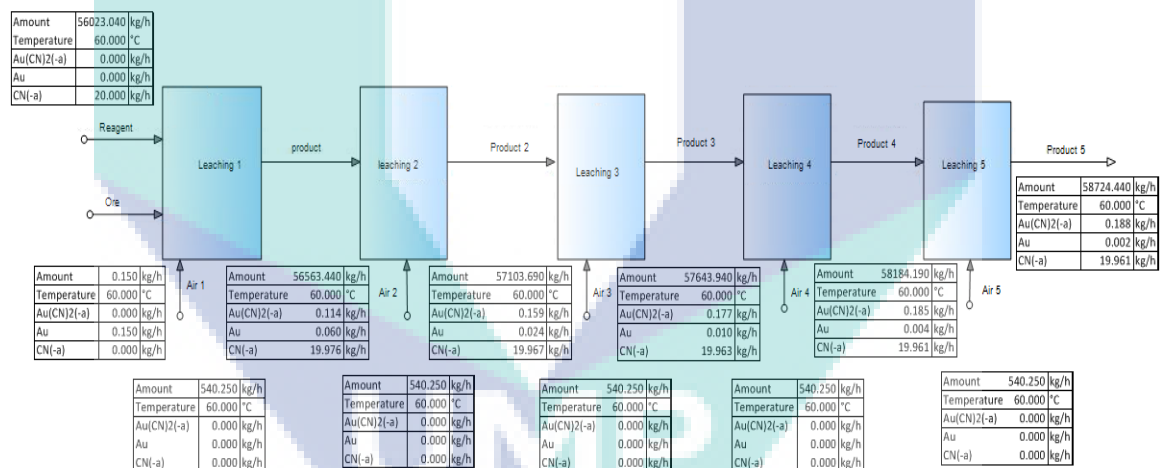 Amount 56023.040 kg/h
Temperature 60.000 °C
Au(CN)2(-a) 0.000 kg/h
Au 0.000 kg/h
CN(-a) 20.000 kg/h
Reagent
Ore
Leaching 1
product
leaching 2
Product 2
Leaching 3
Product 3
Leaching 4
Product 4
Leaching 5
Product 5
Amount 58724.440 kg/h
Temperature 60.000 °C
Au(CN)2(-a) 0.188 kg/h
Au 0.002 kg/h
CN(-a) 19.961 kg/h
Amount 0.150 kg/h
Temperature 60.000 °C
Au(CN)2(-a) 0.000 kg/h
Au 0.150 kg/h
CN(-a) 0.000 kg/h
Air 1
Amount 56563.440 kg/h
Temperature 60.000 °C
Au(CN)2(-a) 0.114 kg/h
Au 0.060 kg/h
CN(-a) 19.976 kg/h
Air 2
Amount 57103.690 kg/h
Temperature 60.000 °C
Au(CN)2(-a) 0.159 kg/h
Au 0.024 kg/h
CN(-a) 19.967 kg/h
Air 3
Amount 57643.940 kg/h
Temperature 60.000 °C
Au(CN)2(-a) 0.177 kg/h
Au 0.010 kg/h
CN(-a) 19.963 kg/h
Air 4
Amount 58184.190 kg/h
Temperature 60.000 °C
Au(CN)2(-a) 0.185 kg/h
Au 0.004 kg/h
CN(-a) 19.961 kg/h
Air 5
Amount 540.250 kg/h
Temperature 60.000 °C
Au(CN)2(-a) 0.000 kg/h
Au 0.000 kg/h
CN(-a) 0.000 kg/h
Amount 540.250 kg/h
Temperature 60.000 °C
Au(CN)2(-a) 0.000 kg/h
Au 0.000 kg/h
CN(-a) 0.000 kg/h
Amount 540.250 kg/h
Temperature 60.000 °C
Au(CN)2(-a) 0.000 kg/h
Au 0.000 kg/h
CN(-a) 0.000 kg/h
Amount 540.250 kg/h
Temperature 60.000 °C
Au(CN)2(-a) 0.000 kg/h
Au 0.000 kg/h
CN(-a) 0.000 kg/h
Amount 540.250 kg/h
Temperature 60.000 °C
Au(CN)2(-a) 0.000 kg/h
Au 0.000 kg/h
CN(-a) 0.000 kg/h